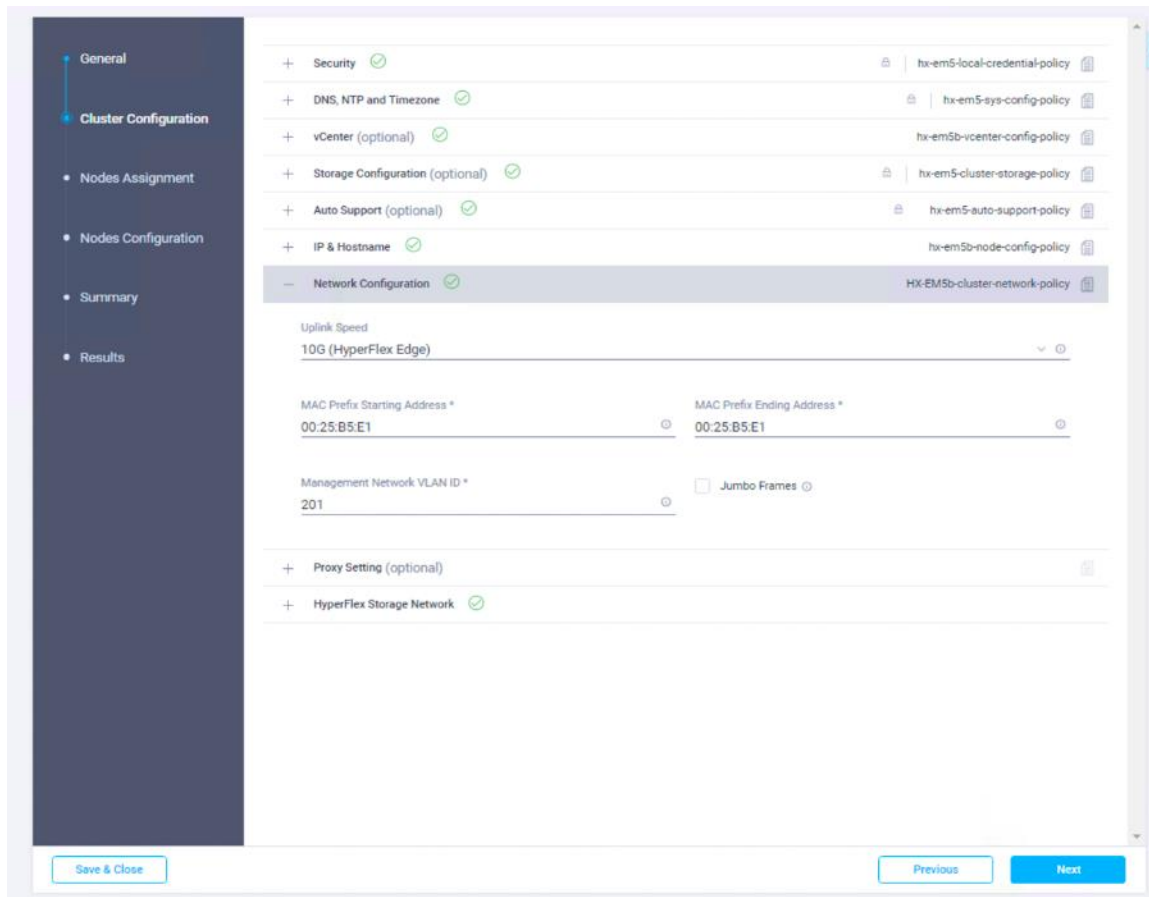 General
Cluster Configuration
Nodes Assignment
Nodes Configuration
Summary
Results
+ Security hx-em5-local-credential-policy
+ DNS, NTP and Timezone hx-em5-sys-config-policy
+ vCenter (optional) hx-em5b-vcenter-config-policy
+ Storage Configuration (optional) hx-em5-cluster-storage-policy
+ Auto Support (optional) hx-em5-auto-support-policy
+ IP & Hostname hx-em5b-node-config-policy
− Network Configuration HX-EM5b-cluster-network-policy
Uplink Speed
10G (HyperFlex Edge)
MAC Prefix Starting Address * MAC Prefix Ending Address *
00:25:B5:E1 00:25:B5:E1
Management Network VLAN ID * Jumbo Frames
201
+ Proxy Setting (optional)
+ HyperFlex Storage Network
Save & Close Previous Next